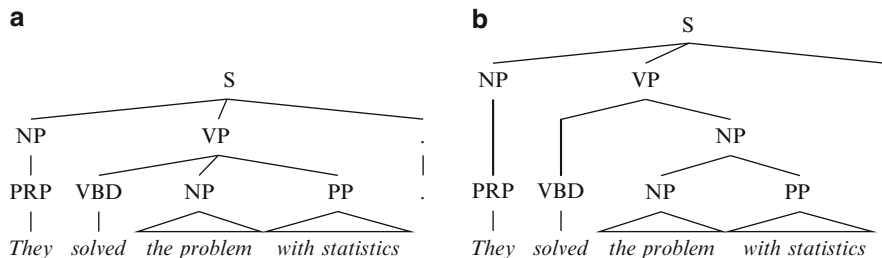 a
S
NP VP .
PRP VBD NP PP .
They solved the problem with statistics
b
S
NP VP
NP
PRP VBD NP PP
They solved the problem with statistics